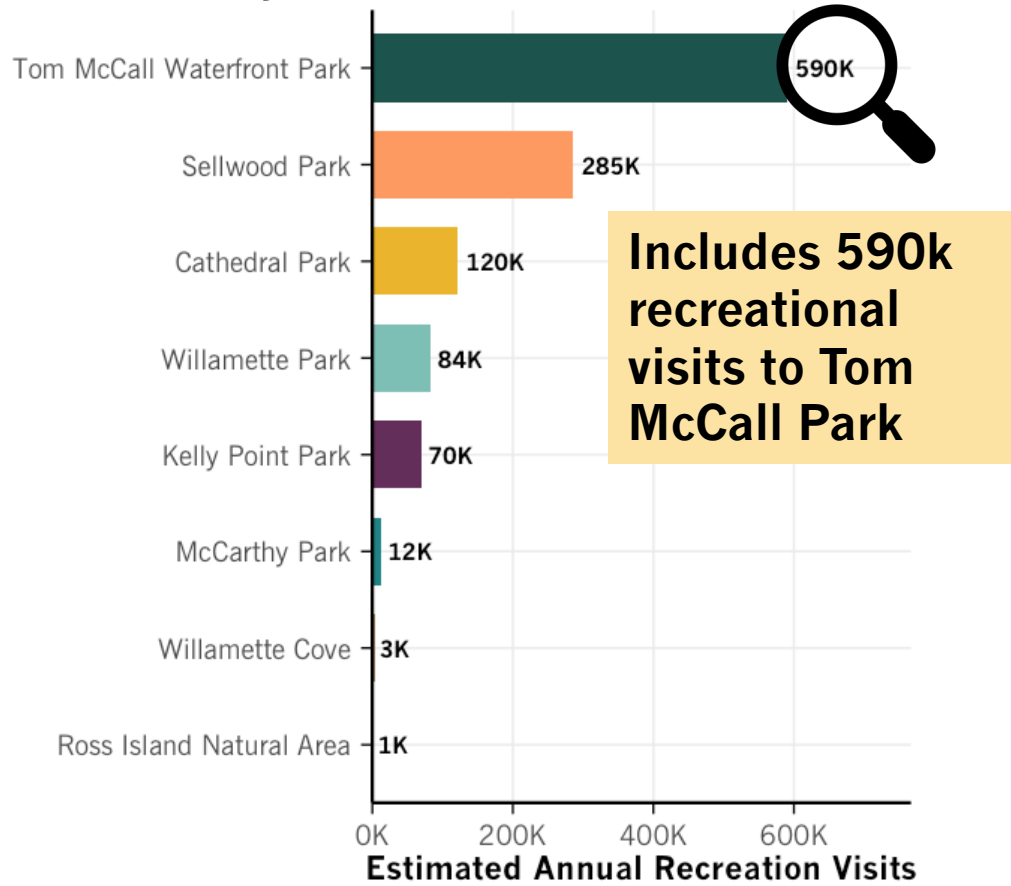 Tom McCall Waterfront Park
590K
Sellwood Park
285K
Cathedral Park
120K
Includes 590k
recreational
visits to Tom
McCall Park
Willamette Park
84K
Kelly Point Park
70K
McCarthy Park
12K
Willamette Cove
3K
Ross Island Natural Area
1K
0K 200K 400K 600K
Estimated Annual Recreation Visits